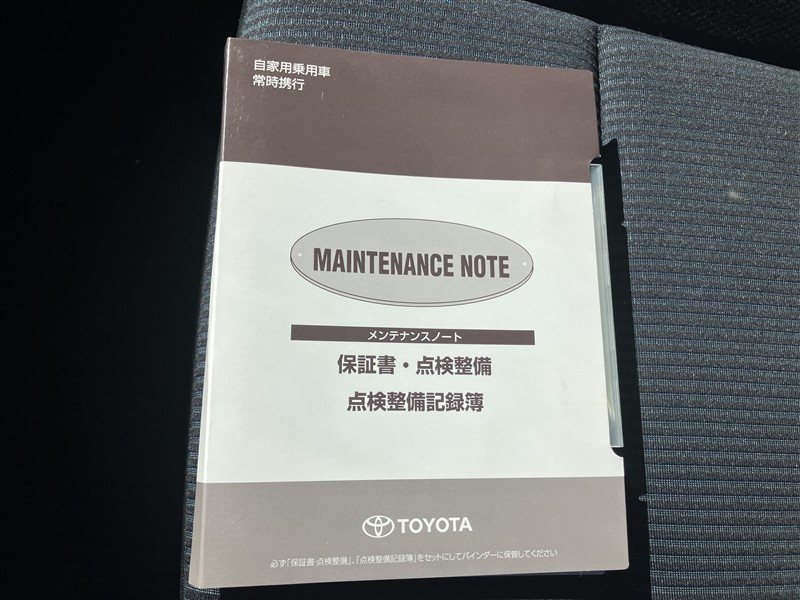 自家用乗用車
常時携行
MAINTENANCE NOTE
メンテナンスノート
保証書・点検整備
点検整備記録簿
TOYOTA
必ず「保証書・点検整備」、「点検整備記録簿」をセットにしてバインダーに保管してください